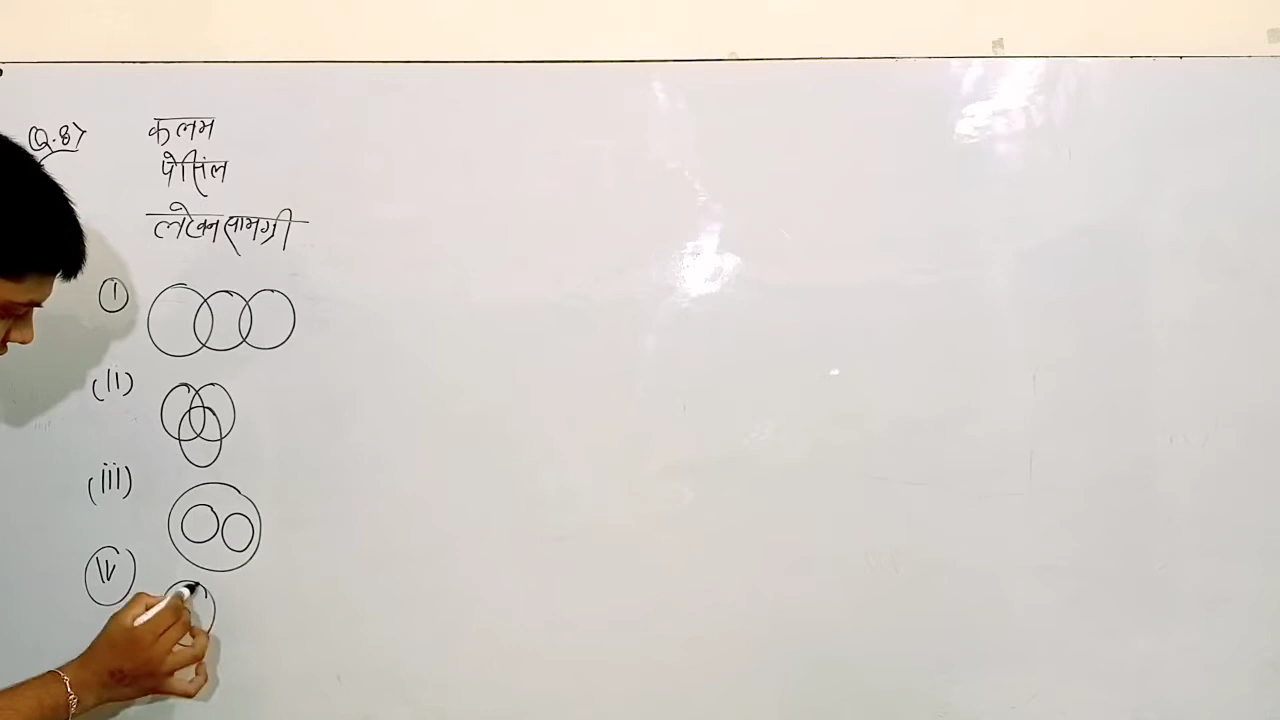 Q.8> कलम
पेसिंल
लेखन सामग्री
(i)
(ii)
(iii)
(iv)